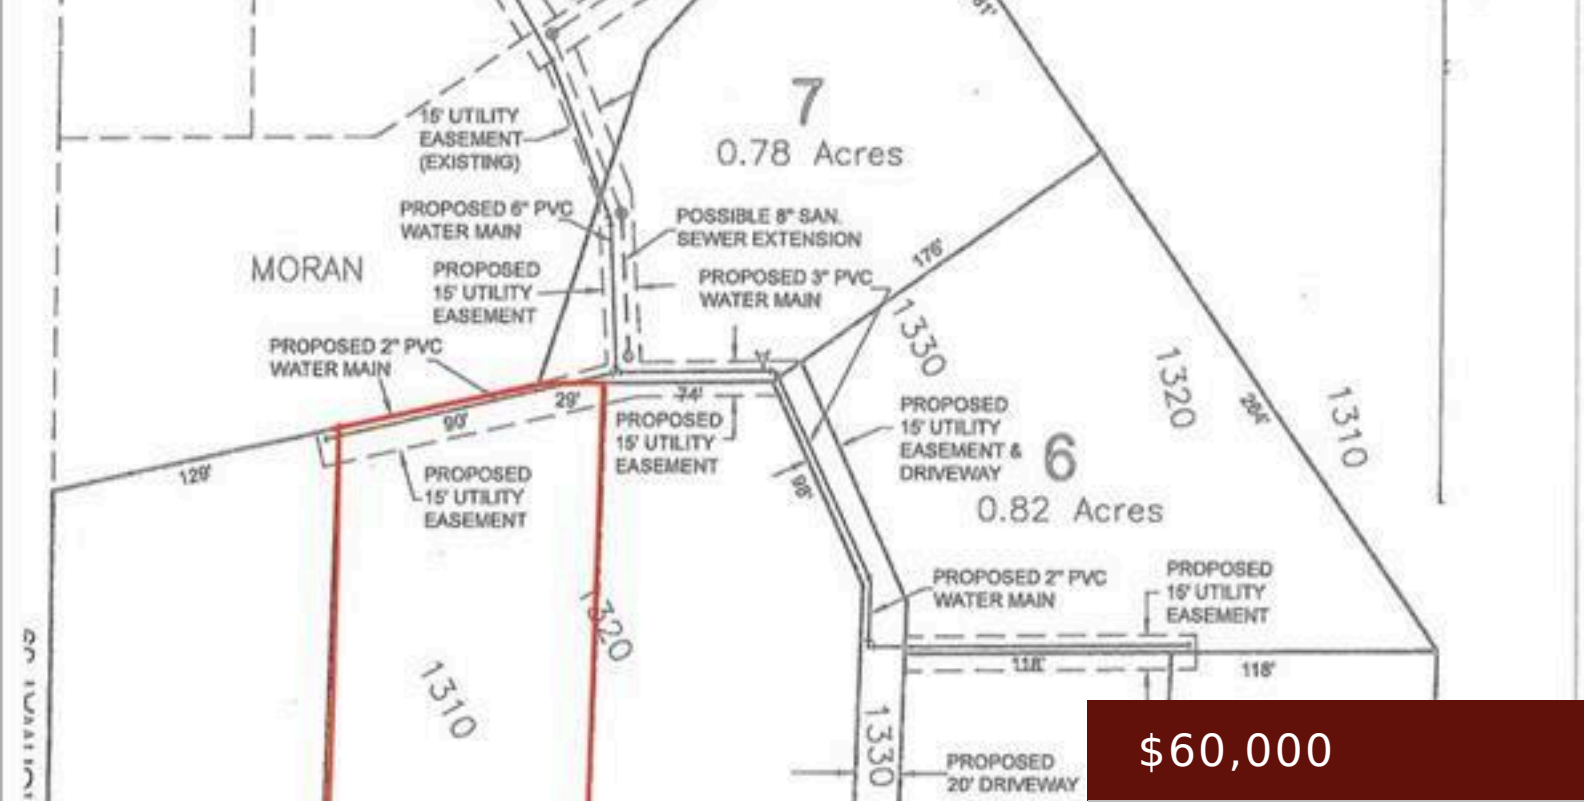 7
0.78 Acres
15' UTILITY
EASEMENT
(EXISTING)
PROPOSED 6" PVC
WATER MAIN
POSSIBLE 8" SAN.
SEWER EXTENSION
MORAN
PROPOSED
15' UTILITY
EASEMENT
PROPOSED 3" PVC
WATER MAIN
176'
1330
1320
264'
1310
PROPOSED 2" PVC
WATER MAIN
129'
90'
29'
74'
PROPOSED
15' UTILITY
EASEMENT
PROPOSED
15' UTILITY
EASEMENT
98'
PROPOSED
15' UTILITY
EASEMENT &
DRIVEWAY
6
0.82 Acres
PROPOSED 2" PVC
WATER MAIN
PROPOSED
15' UTILITY
EASEMENT
118'
118'
1320
1310
1330
PROPOSED
20' DRIVEWAY
$60,000